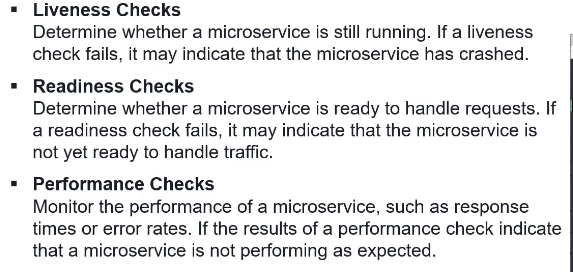 ▪ Liveness Checks
Determine whether a microservice is still running. If a liveness
check fails, it may indicate that the microservice has crashed.
▪ Readiness Checks
Determine whether a microservice is ready to handle requests. If
a readiness check fails, it may indicate that the microservice is
not yet ready to handle traffic.
▪ Performance Checks
Monitor the performance of a microservice, such as response
times or error rates. If the results of a performance check indicate
that a microservice is not performing as expected.